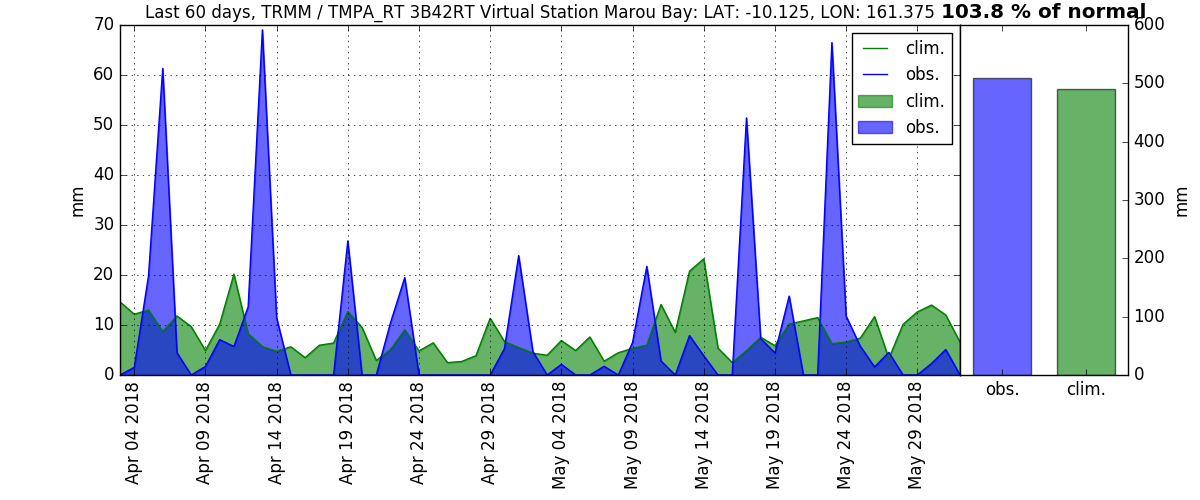 Last 60 days, TRMM / TMPA_RT 3B42RT Virtual Station Marou Bay: LAT: -10.125, LON: 161.375 103.8 % of normal
70
60
50
40
30
20
10
0
mm
clim.
obs.
clim.
obs.
600
500
400
300
200
100
0
mm
obs.
clim.
Apr 04 2018
Apr 09 2018
Apr 14 2018
Apr 19 2018
Apr 24 2018
Apr 29 2018
May 04 2018
May 09 2018
May 14 2018
May 19 2018
May 24 2018
May 29 2018